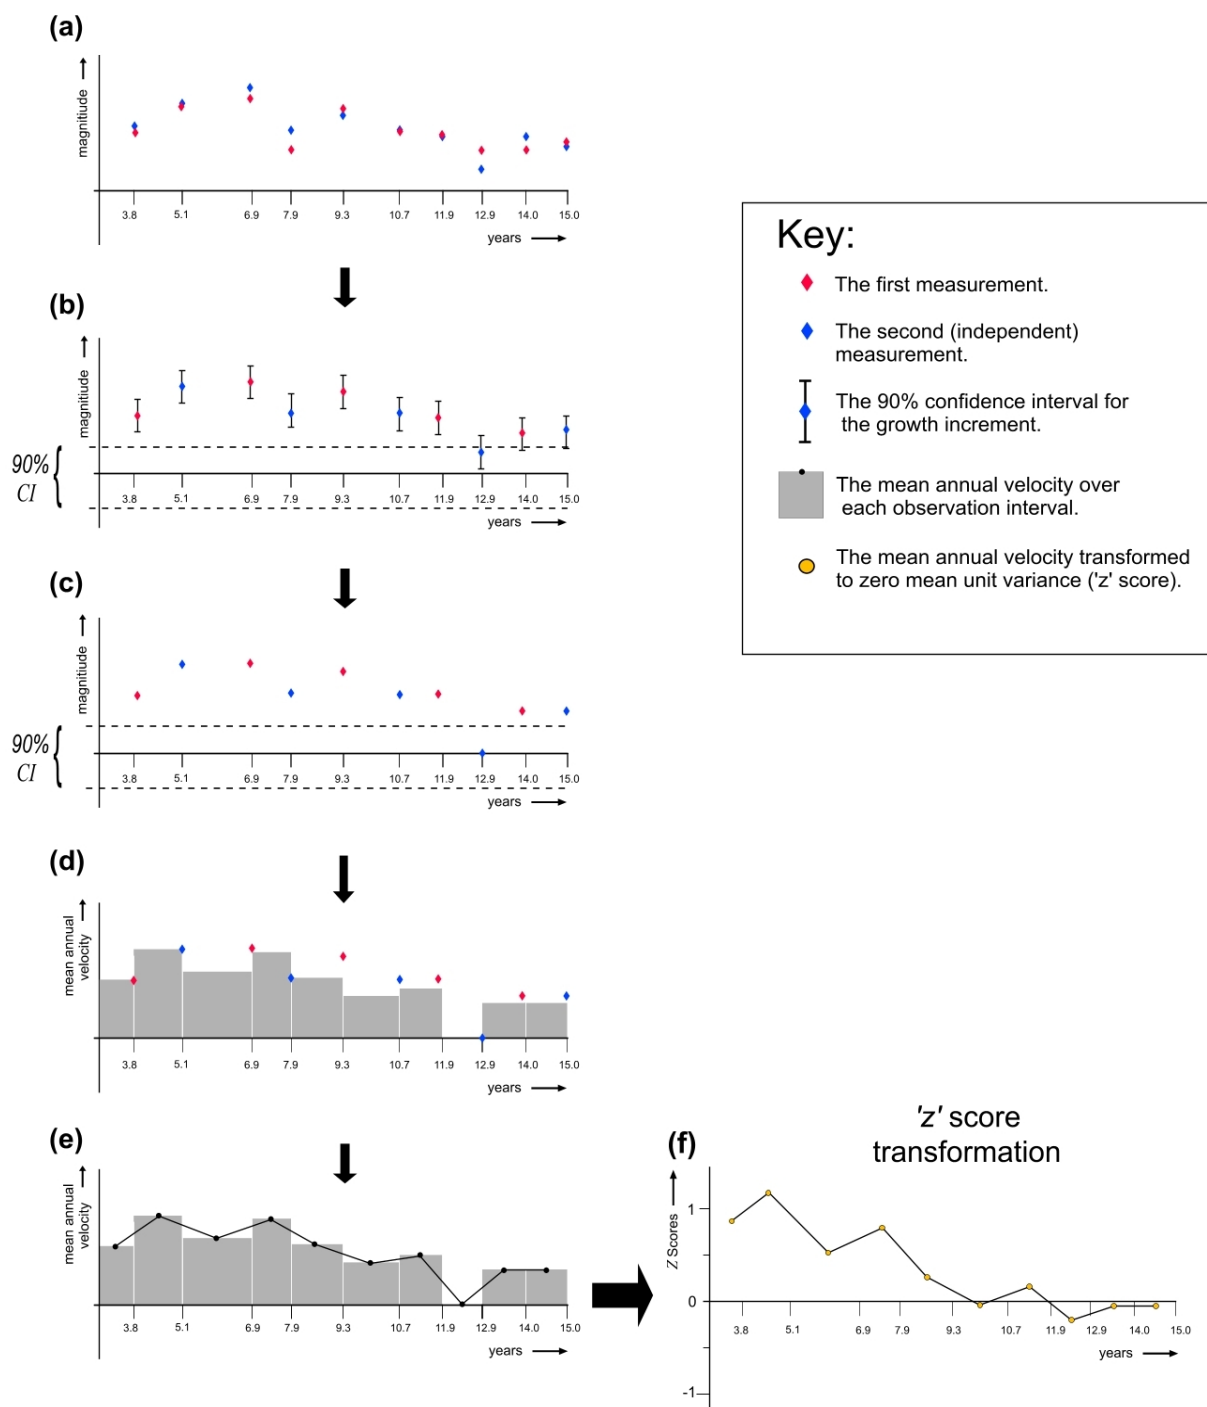 (a)
magnitiude
3.8 5.1 6.9 7.9 9.3 10.7 11.9 12.9 14.0 15.0
years
(b)
magnitiude
90%
CI
3.8 5.1 6.9 7.9 9.3 10.7 11.9 12.9 14.0 15.0
years
(c)
magnitiude
90%
CI
3.8 5.1 6.9 7.9 9.3 10.7 11.9 12.9 14.0 15.0
years
(d)
mean annual
velocity
3.8 5.1 6.9 7.9 9.3 10.7 11.9 12.9 14.0 15.0
years
(e)
mean annual
velocity
3.8 5.1 6.9 7.9 9.3 10.7 11.9 12.9 14.0 15.0
years
Key:
The first measurement.
The second (independent)
measurement.
The 90% confidence interval for
the growth increment.
The mean annual velocity over
each observation interval.
The mean annual velocity transformed
to zero mean unit variance ('z' score).
(f)
'z' score
transformation
Z Scores
1
0
-1
3.8 5.1 6.9 7.9 9.3 10.7 11.9 12.9 14.0 15.0
years